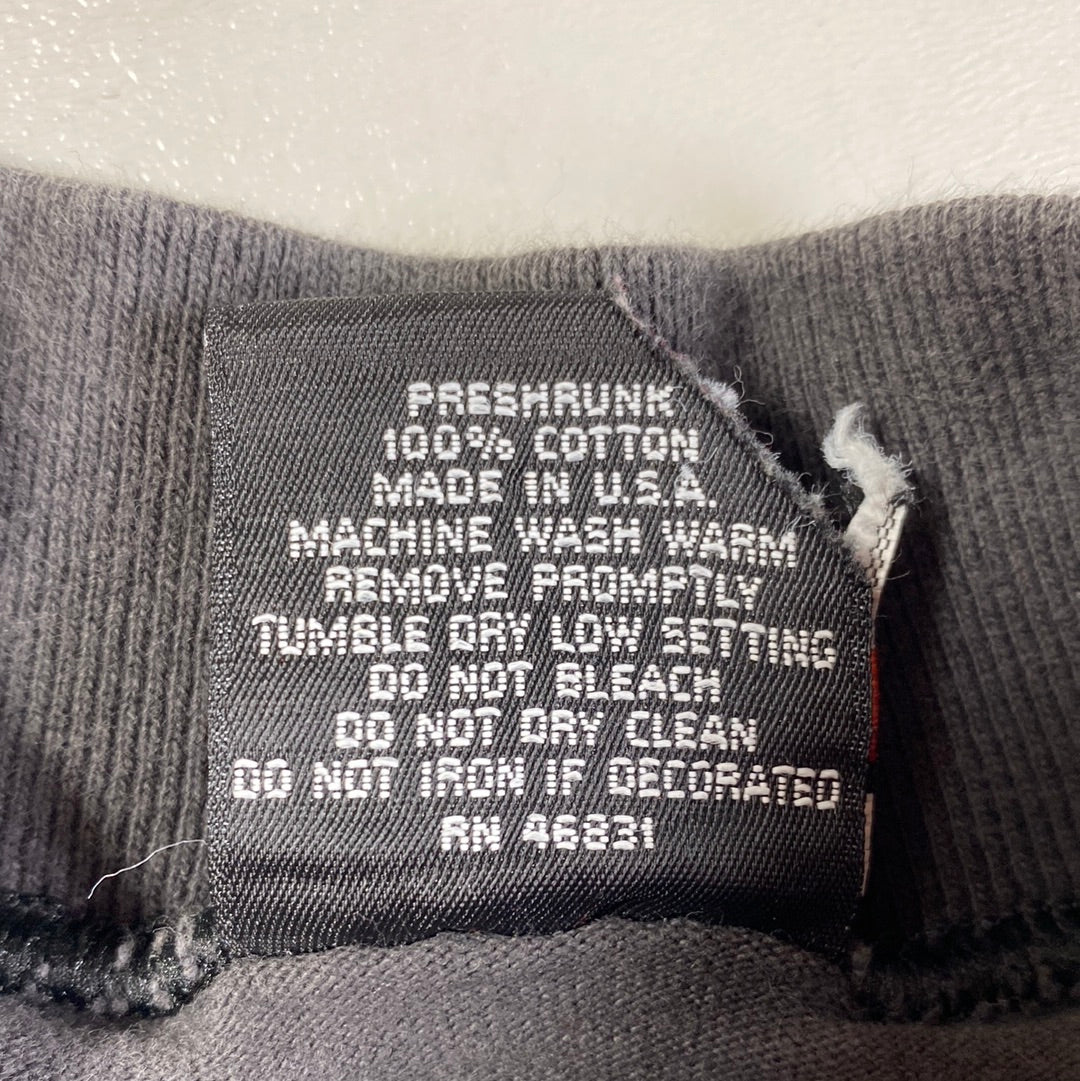 PRESHRUNK
100% COTTON
MADE IN U.S.A.
MACHINE WASH WARM
REMOVE PROMPTLY
TUMBLE DRY LOW SETTING
DO NOT BLEACH
DO NOT DRY CLEAN
DO NOT IRON IF DECORATED
RN 46831